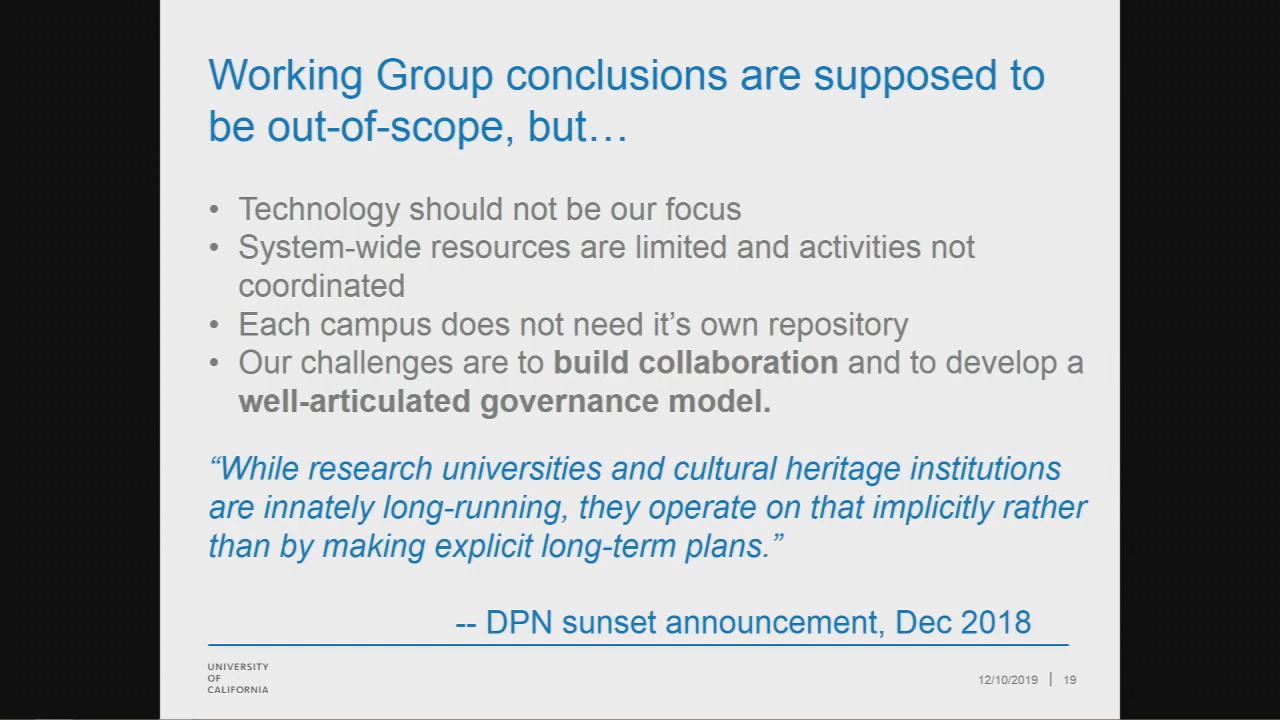 Working Group conclusions are supposed to
be out-of-scope, but…
• Technology should not be our focus
• System-wide resources are limited and activities not
coordinated
• Each campus does not need it’s own repository
• Our challenges are to build collaboration and to develop a
well-articulated governance model.
“While research universities and cultural heritage institutions
are innately long-running, they operate on that implicitly rather
than by making explicit long-term plans.”
-- DPN sunset announcement, Dec 2018
UNIVERSITY
OF
CALIFORNIA
12/10/2019 | 19